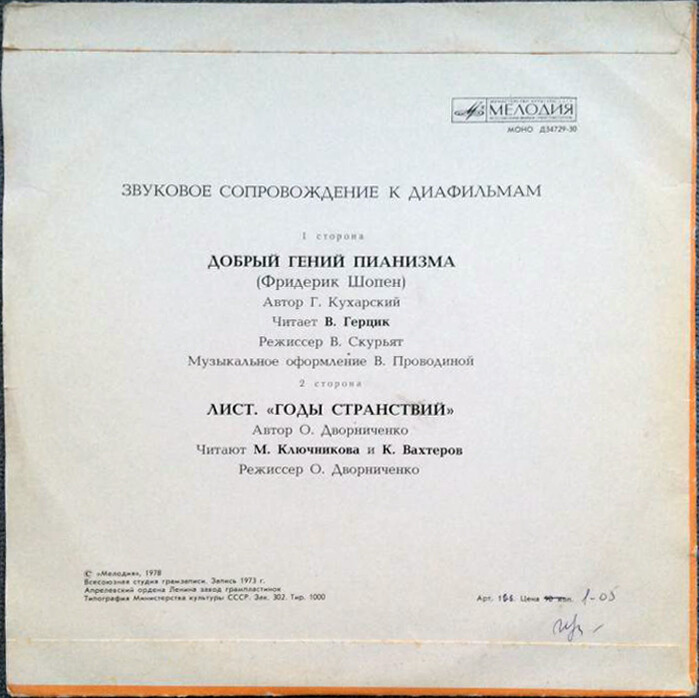 МЕЛОДИЯ
МОНО Д34729-30
ЗВУКОВОЕ СОПРОВОЖДЕНИЕ К ДИАФИЛЬМАМ
1 сторона
ДОБРЫЙ ГЕНИЙ ПИАНИЗМА
(Фридерик Шопен)
Автор Г. Кухарский
Читает В. Герцик
Режиссер В. Скурьят
Музыкальное оформление В. Проводиной
2 сторона
ЛИСТ. «ГОДЫ СТРАНСТВИЙ»
Автор О. Дворниченко
Читают М. Ключникова и К. Вахтеров
Режиссер О. Дворниченко
© «Мелодия», 1978
Всесоюзная студия грамзаписи. Запись 1973 г.
Апрелевский ордена Ленина завод грампластинок
Типография Министерства культуры СССР. Зак. 302. Тир. 1000
Арт. Цена 1-05